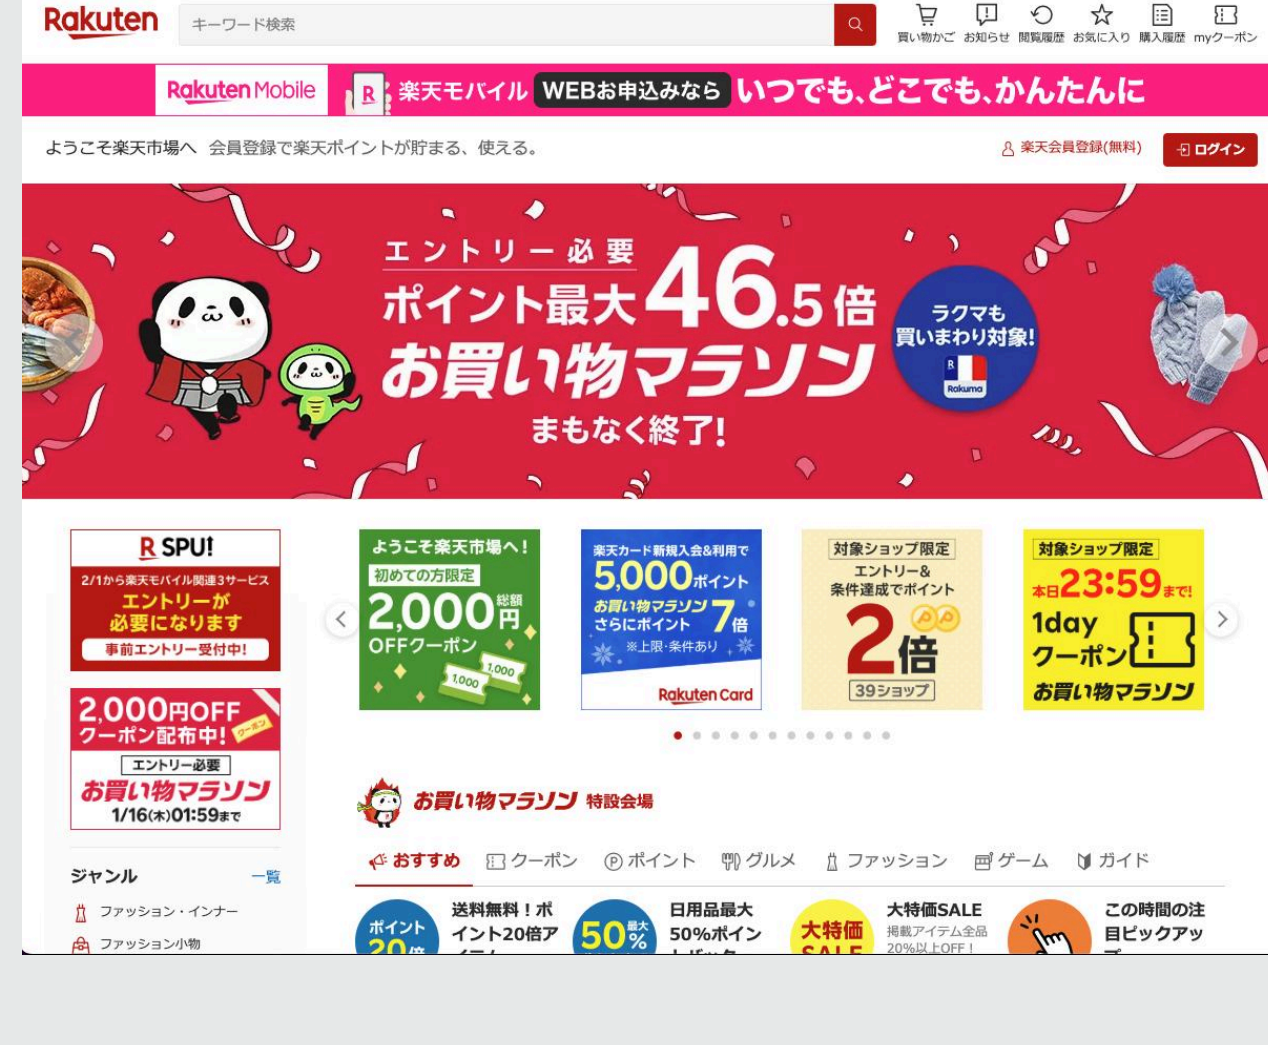 Rakuten
キーワード検索
買い物かご お知らせ 閲覧履歴 お気に入り 購入履歴 myクーポン
Rakuten Mobile R 楽天モバイル WEBお申込みなら いつでも、どこでも、かんたんに
ようこそ楽天市場へ 会員登録で楽天ポイントが貯まる、使える。
楽天会員登録(無料) ログイン
エントリー必要
ポイント最大46.5倍
お買い物マラソン
まもなく終了!
ラクマも
買いまわり対象!
R
Rakuma
R SPU!
2/1から楽天モバイル関連3サービス
エントリーが
必要になります
事前エントリー受付中!
2,000円OFF
クーポン配布中!
クーポン
エントリー必要
お買い物マラソン
1/16(木)01:59まで
ようこそ楽天市場へ!
初めての方限定
2,000総額円
OFFクーポン
1,000
1,000
楽天カード新規入会&利用で
5,000ポイント
お買い物マラソン
さらにポイント7倍
※上限·条件あり
Rakuten Card
対象ショップ限定
エントリー&
条件達成でポイント
2倍
39ショップ
対象ショップ限定
本日23:59まで!
1day
クーポン
お買い物マラソン
お買い物マラソン 特設会場
おすすめ クーポン ポイント グルメ ファッション ゲーム ガイド
ジャンル 一覧
ファッション・インナー
ファッション小物
ポイント
20倍
送料無料！ポ
イント20倍ア
イテム
最大
50%
日用品最大
50%ポイン
トバック
大特価
SALE
大特価SALE
掲載アイテム全品
20%以上OFF！
この時間の注
目ピックアッ
プ